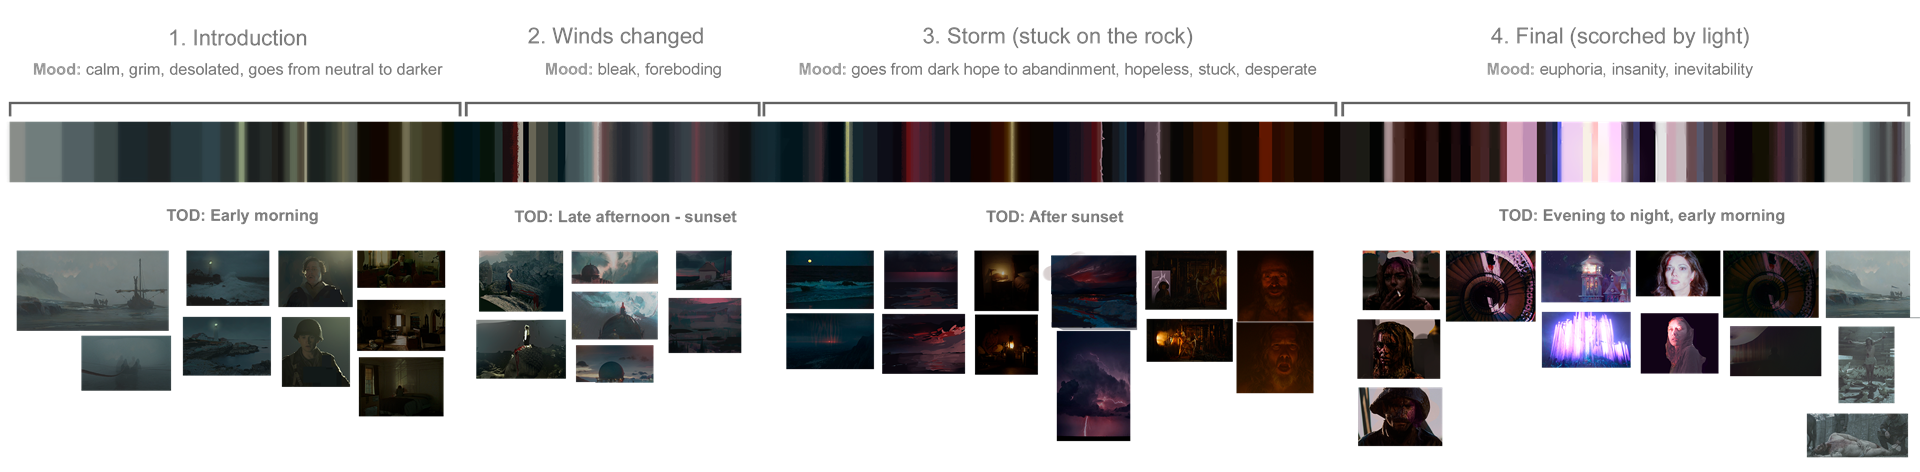 1. Introduction
Mood: calm, grim, desolated, goes from neutral to darker
2. Winds changed
Mood: bleak, foreboding
3. Storm (stuck on the rock)
Mood: goes from dark hope to abandinment, hopeless, stuck, desperate
4. Final (scorched by light)
Mood: euphoria, insanity, inevitability
TOD: Early morning
TOD: Late afternoon - sunset
TOD: After sunset
TOD: Evening to night, early morning